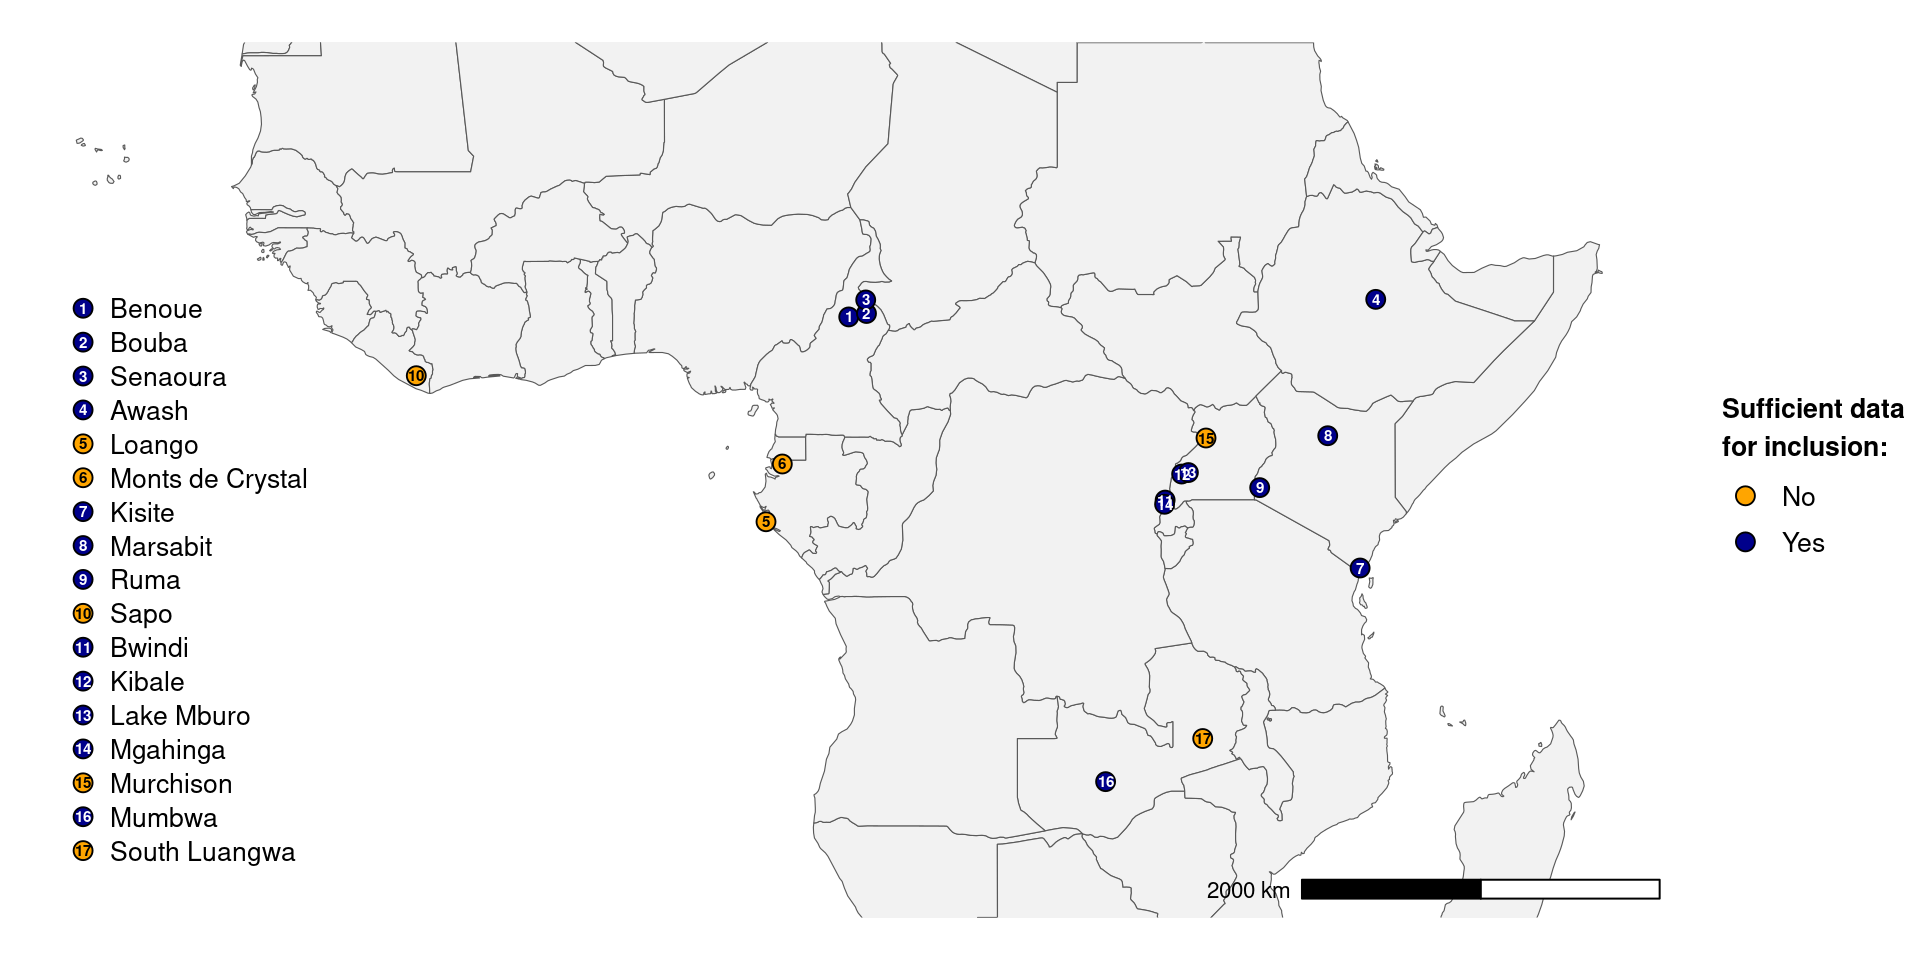 1 Benoue
2 Bouba
3 Senaoura
4 Awash
5 Loango
6 Monts de Crystal
7 Kisite
8 Marsabit
9 Ruma
10 Sapo
11 Bwindi
12 Kibale
13 Lake Mburo
14 Mgahinga
15 Murchison
16 Mumbwa
17 South Luangwa
3
1 2
4
10
15
8
6
12 13
9
11
14
5
7
17
16
2000 km
Sufficient data
for inclusion:
No
Yes